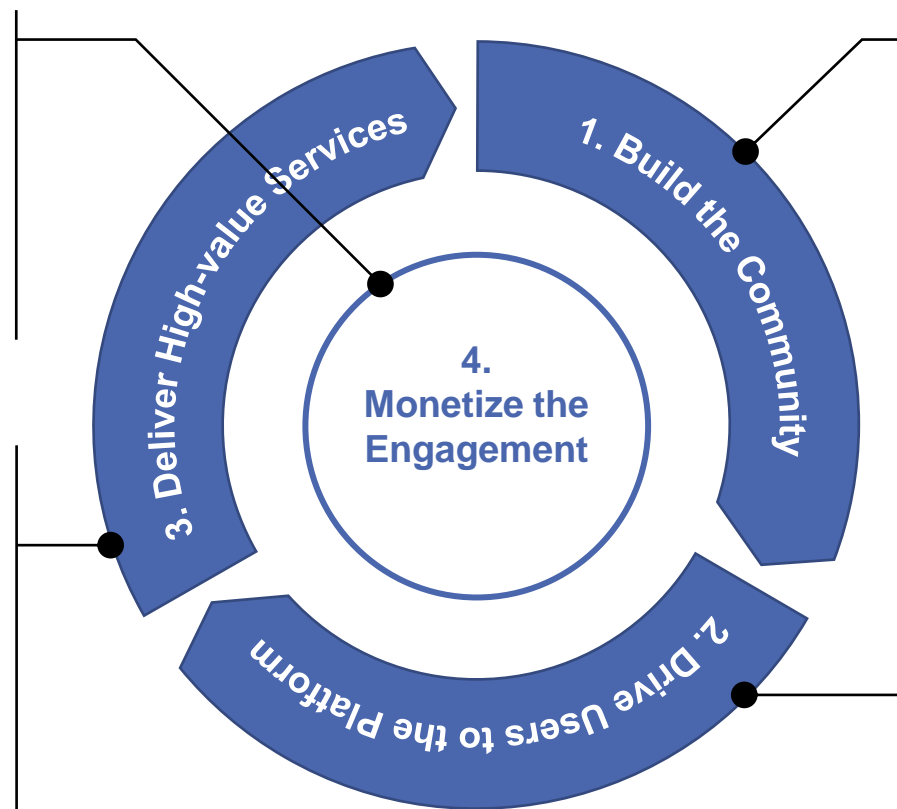 1. Build the Community
2. Drive Users to the Platform
3. Deliver High-value Services
4.
Monetize the
Engagement